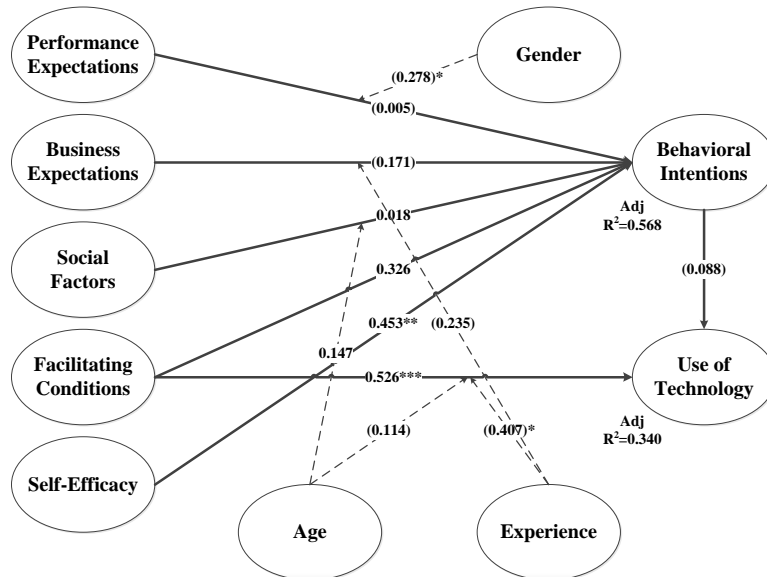 Performance
Expectations
Gender
(0.278)*
(0.005)
Business
Expectations
(0.171)
Behavioral
Intentions
Adj
R²=0.568
0.018
Social
Factors
0.326
(0.088)
0.453**
(0.235)
0.147
Facilitating
Conditions
0.526***
Use of
Technology
Adj
R²=0.340
(0.114)
(0.407)*
Self-Efficacy
Age
Experience